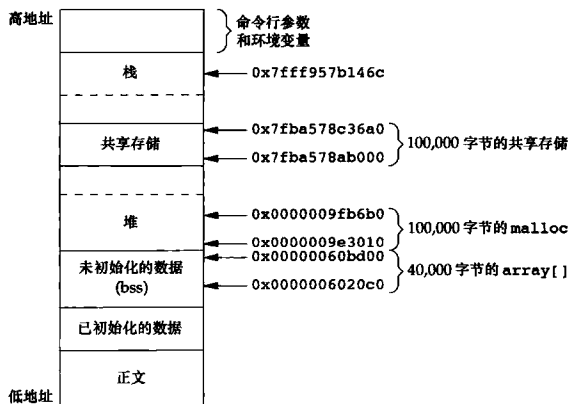 高地址
命令行参数
和环境变量
栈
0x7fff957b146c
共享存储
0x7fba578c36a0
0x7fba578ab000
100,000 字节的共享存储
堆
0x0000009fb6b0
0x0000009e3010
100,000 字节的 malloc
未初始化的数据
(bss)
0x00000060bd00
0x0000006020c0
40,000 字节的 array[]
已初始化的数据
正文
低地址